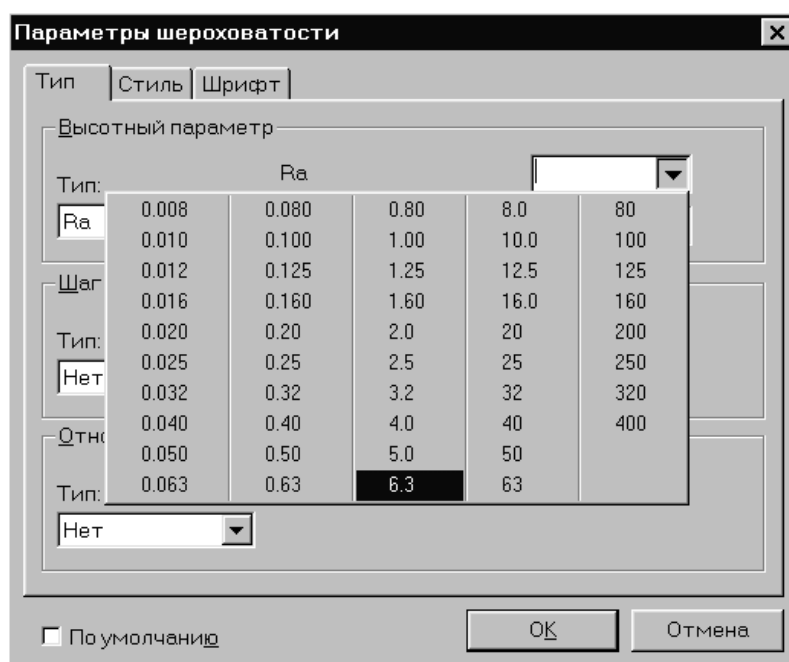 Параметры шероховатости
Тип Стиль Шрифт
Высотный параметр
Ra
Тип:
Ra
0.008 0.080 0.80 8.0 80
0.010 0.100 1.00 10.0 100
0.012 0.125 1.25 12.5 125
Шаг
0.016 0.160 1.60 16.0 160
0.020 0.20 2.0 20 200
Тип:
0.025 0.25 2.5 25 250
Нет
0.032 0.32 3.2 32 320
0.040 0.40 4.0 40 400
0.050 0.50 5.0 50
0.063 0.63 6.3 63
Тип:
Нет
По умолчанию OK Отмена